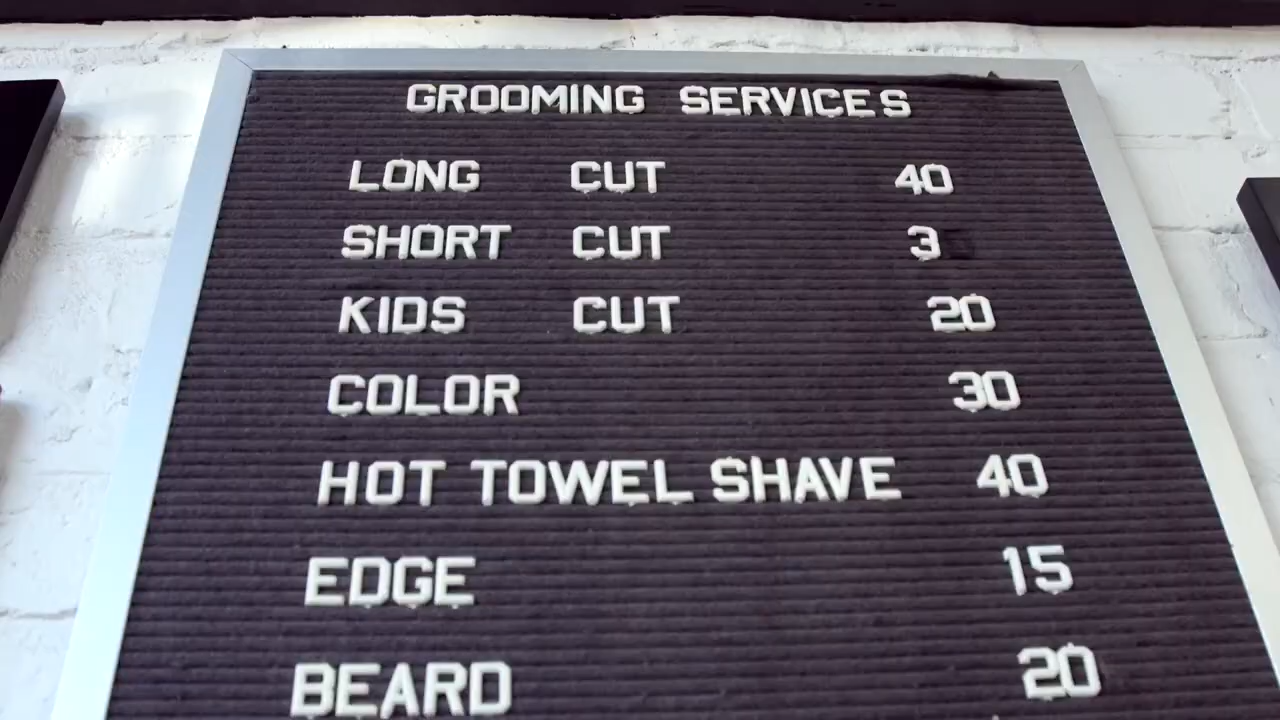 GROOMING SERVICES
LONG CUT 40
SHORT CUT 3
KIDS CUT 20
COLOR 30
HOT TOWEL SHAVE 40
EDGE 15
BEARD 20